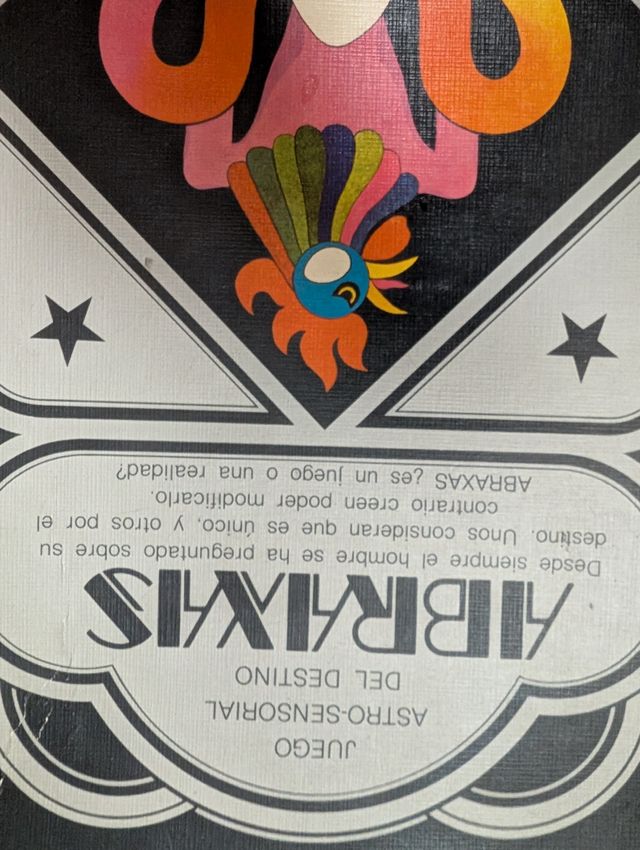 JUEGO
ASTRO-SENSORIAL
DEL DESTINO
ABRAXAS
Desde siempre el hombre se ha preguntado sobre su
destino. Unos consideran que es único, y otros por el
contrario creen poder modificarlo.
ABRAXAS ¿es un juego o una realidad?